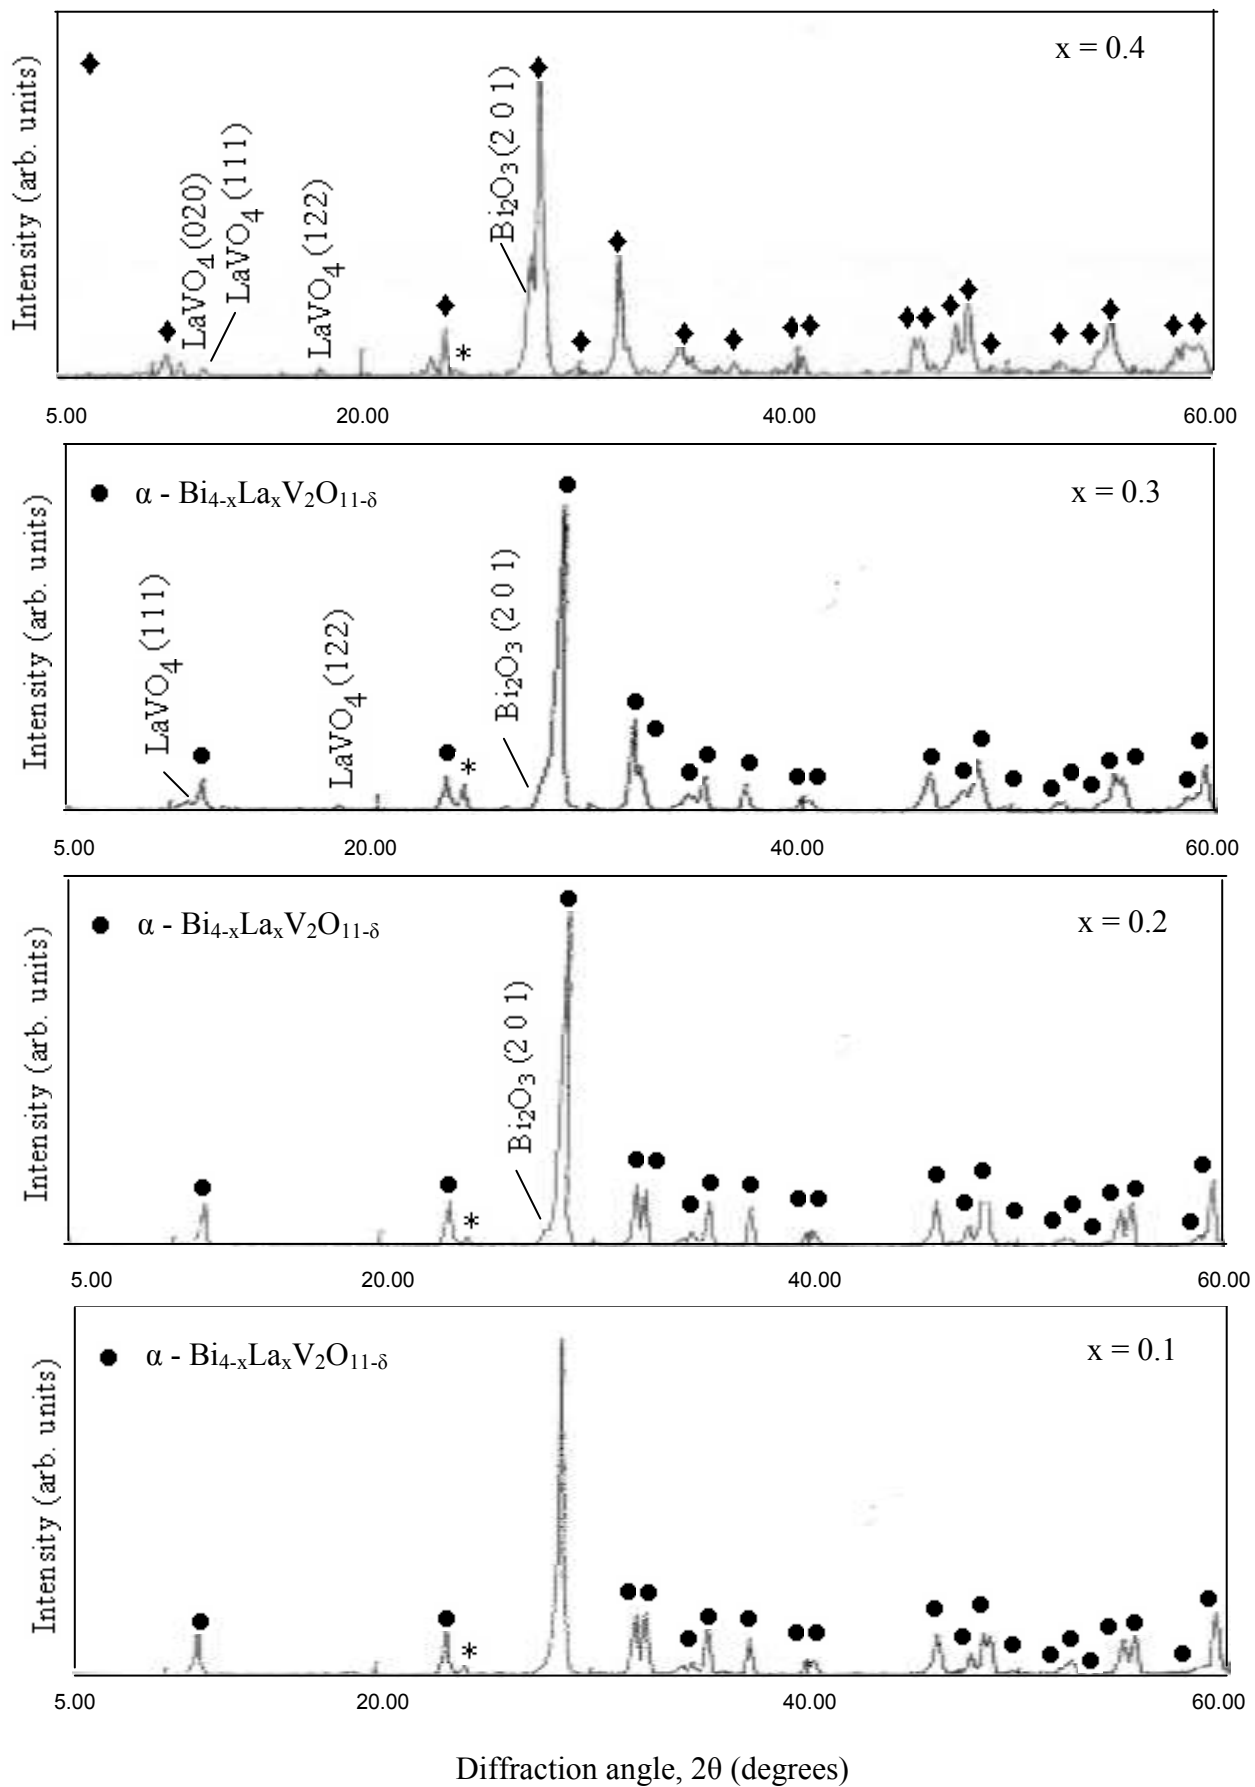 x = 0.4
Intensity (arb. units)
LaVO4(020)
LaVO4(111)
LaVO4(122)
Bi2O3(2 0 1)
*
5.00 20.00 40.00 60.00
α - Bi4-xLaxV2O11-δ
x = 0.3
Intensity (arb. units)
LaVO4(111)
LaVO4(122)
Bi2O3(2 0 1)
*
5.00 20.00 40.00 60.00
α - Bi4-xLaxV2O11-δ
x = 0.2
Intensity (arb. units)
Bi2O3(2 0 1)
*
5.00 20.00 40.00 60.00
α - Bi4-xLaxV2O11-δ
x = 0.1
Intensity (arb. units)
*
5.00 20.00 40.00 60.00
Diffraction angle, 2θ (degrees)